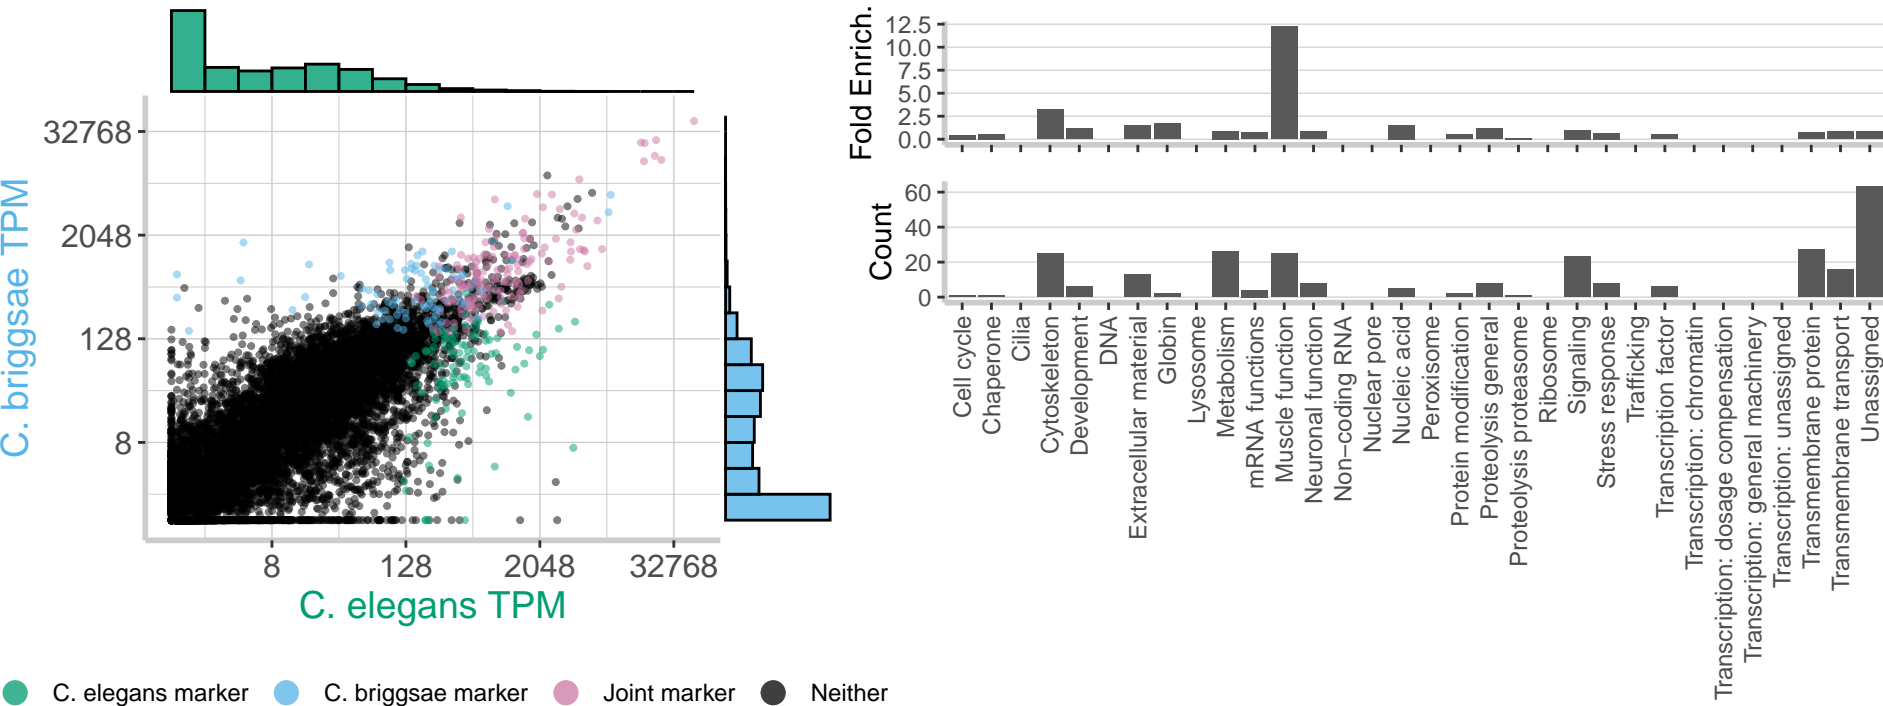 32768
2048
128
8
C. briggsae TPM
8
128
2048
32768
C. elegans TPM
C. elegans marker
C. briggsae marker
Joint marker
Neither
Fold Enrich.
12.5
10.0
7.5
5.0
2.5
0.0
Count
60
40
20
0
Cell cycle
Chaperone
Cilia
Cytoskeleton
Development
DNA
Extracellular material
Globin
Lysosome
Metabolism
mRNA functions
Muscle function
Neuronal function
Non−coding RNA
Nuclear pore
Nucleic acid
Peroxisome
Protein modification
Proteolysis general
Proteolysis proteasome
Ribosome
Signaling
Stress response
Trafficking
Transcription factor
Transcription: chromatin
Transcription: dosage compensation
Transcription: general machinery
Transcription: unassigned
Transmembrane protein
Transmembrane transport
Unassigned